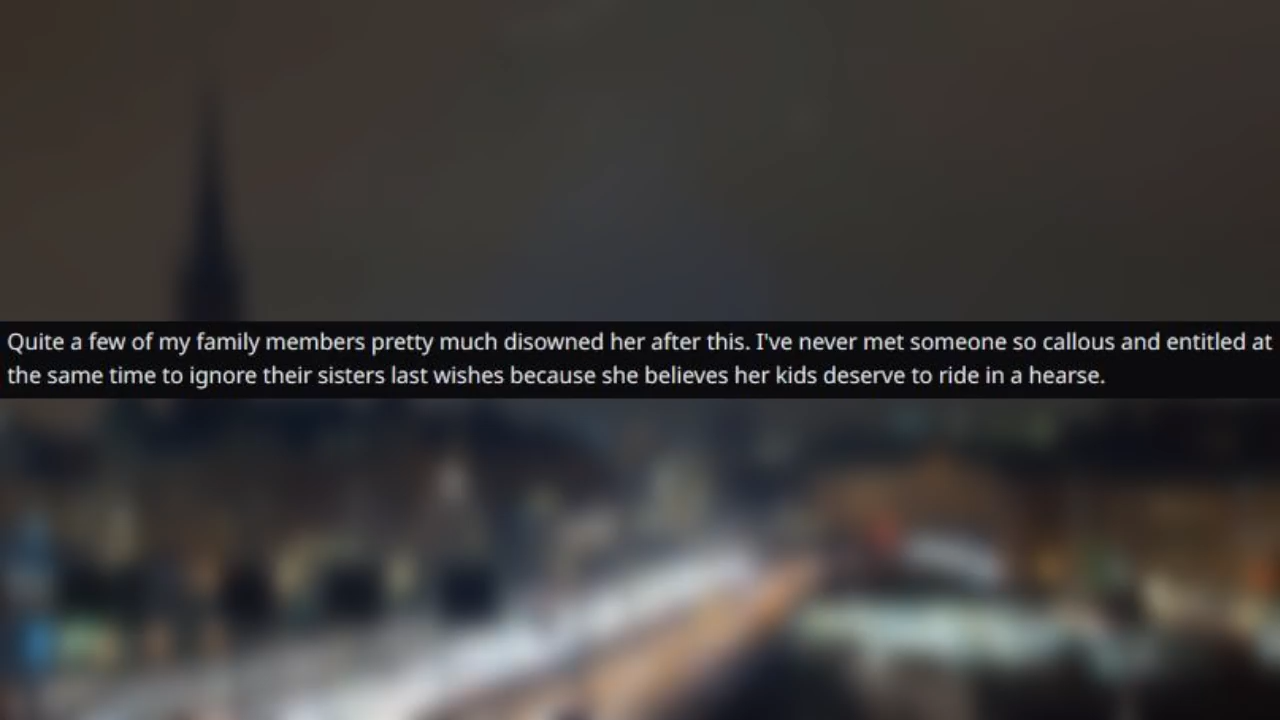 Quite a few of my family members pretty much disowned her after this. I've never met someone so callous and entitled at
the same time to ignore their sisters last wishes because she believes her kids deserve to ride in a hearse.